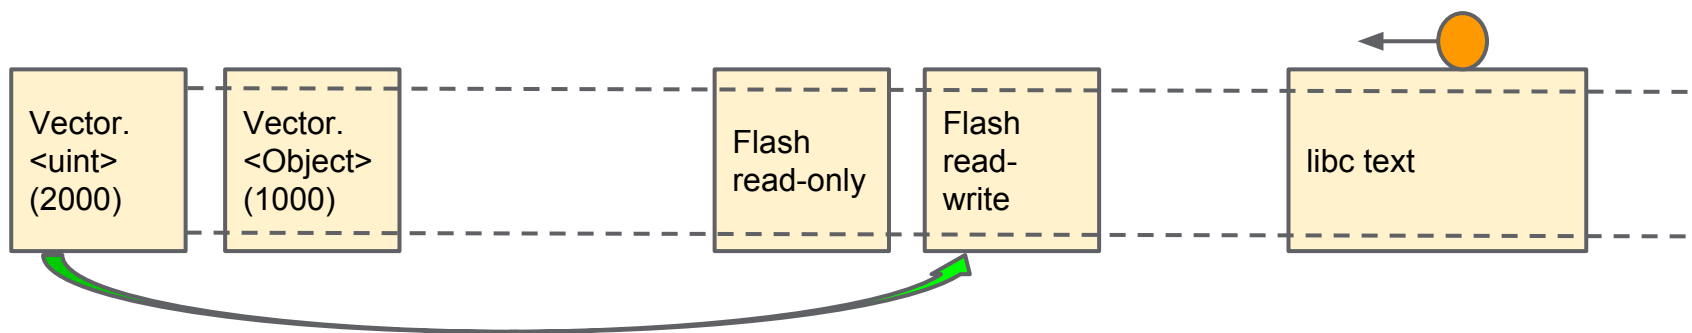 Vector.
<uint>
(2000)
Vector.
<Object>
(1000)
Flash
read-only
Flash
read-
write
libc text